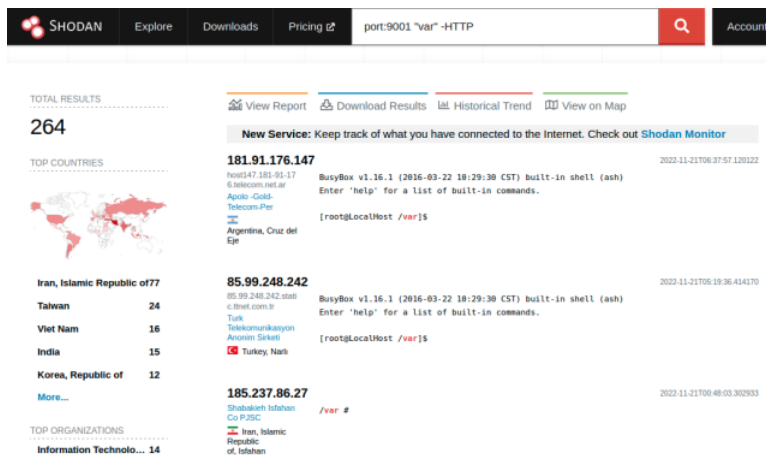 SHODAN Explore Downloads Pricing port:9001 "var" -HTTP Account
TOTAL RESULTS
264
TOP COUNTRIES
Iran, Islamic Republic of77
Taiwan 24
Viet Nam 16
India 15
Korea, Republic of 12
More...
TOP ORGANIZATIONS
Information Technolo... 14
View Report Download Results Historical Trend View on Map
New Service: Keep track of what you have connected to the Internet. Check out Shodan Monitor
181.91.176.147
host147.181-91-17
6.telecom.net.ar
Apolo -Gold-
Telecom-Per
Argentina, Cruz del
Eje
BusyBox v1.16.1 (2016-03-22 10:29:30 CST) built-in shell (ash)
Enter 'help' for a list of built-in commands.
[root@LocalHost /var]$
2022-11-21T06:37:57.120122
85.99.248.242
85.99.248.242.stati
c.ttnet.com.tr
Turk
Telekomunikasyon
Anonim Sirketi
Turkey, Narlı
BusyBox v1.16.1 (2016-03-22 10:29:30 CST) built-in shell (ash)
Enter 'help' for a list of built-in commands.
[root@LocalHost /var]$
2022-11-21T05:19:36.414170
185.237.86.27
Shabakieh Isfahan
Co PJSC
Iran, Islamic
Republic
of, Isfahan
/var #
2022-11-21T00:48:03.302933